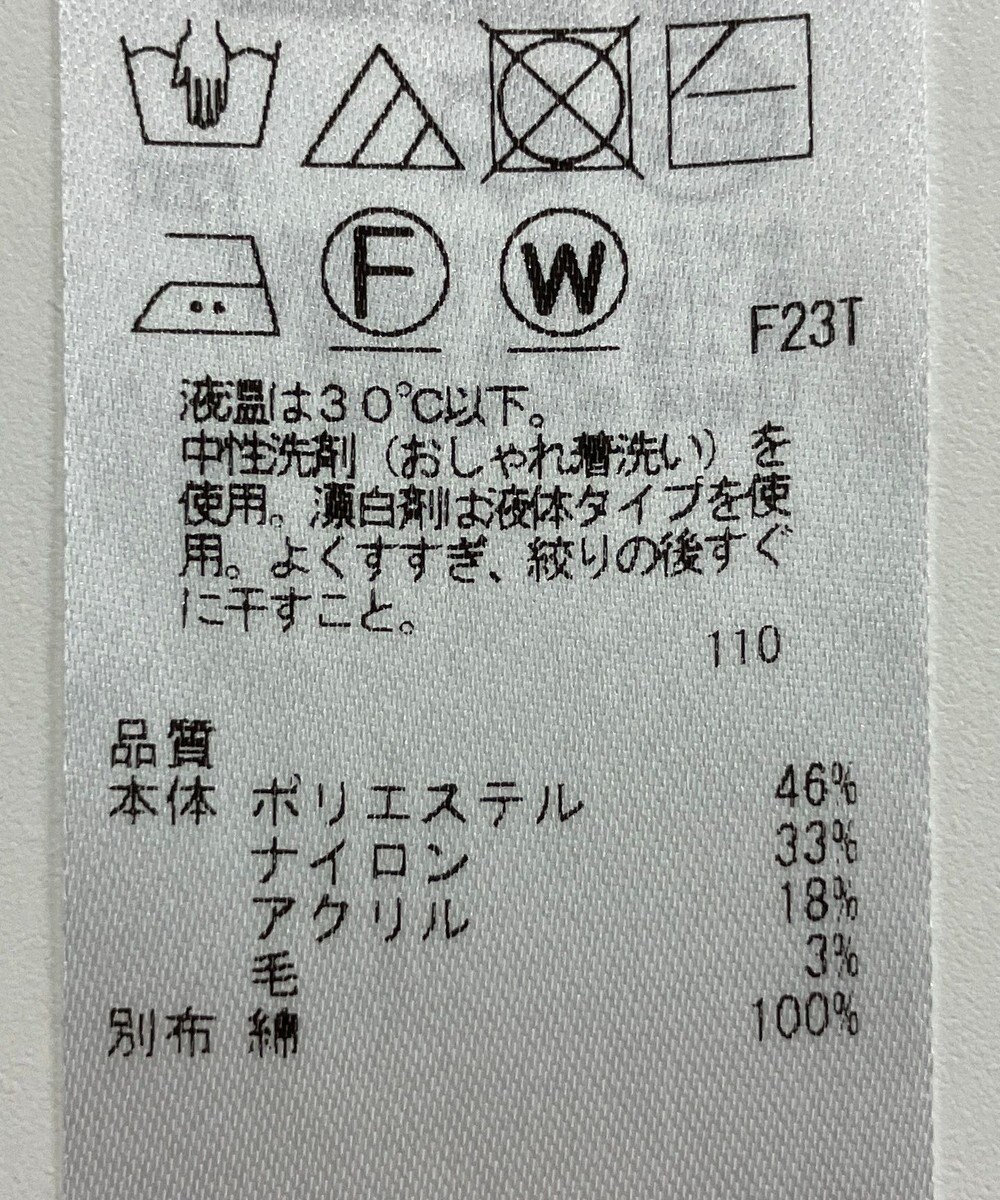 F
W
F23T
液温は30℃以下。
中性洗剤(おしゃれ着洗い)を
使用。漂白剤は液体タイプを使
用。よくすすぎ、絞りの後すぐ
に干すこと。
110
品質
本体 ポリエステル 46%
ナイロン 33%
アクリル 18%
毛 3%
別布 綿 100%